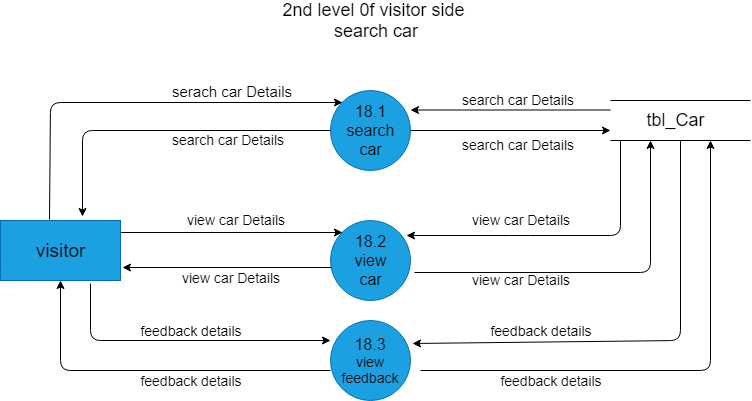 2nd level 0f visitor side
search car
serach car Details
search car Details
18.1
search
car
search car Details
search car Details
tbl_Car
visitor
view car Details
view car Details
18.2
view
car
view car Details
view car Details
feedback details
feedback details
18.3
view
feedback
feedback details
feedback details